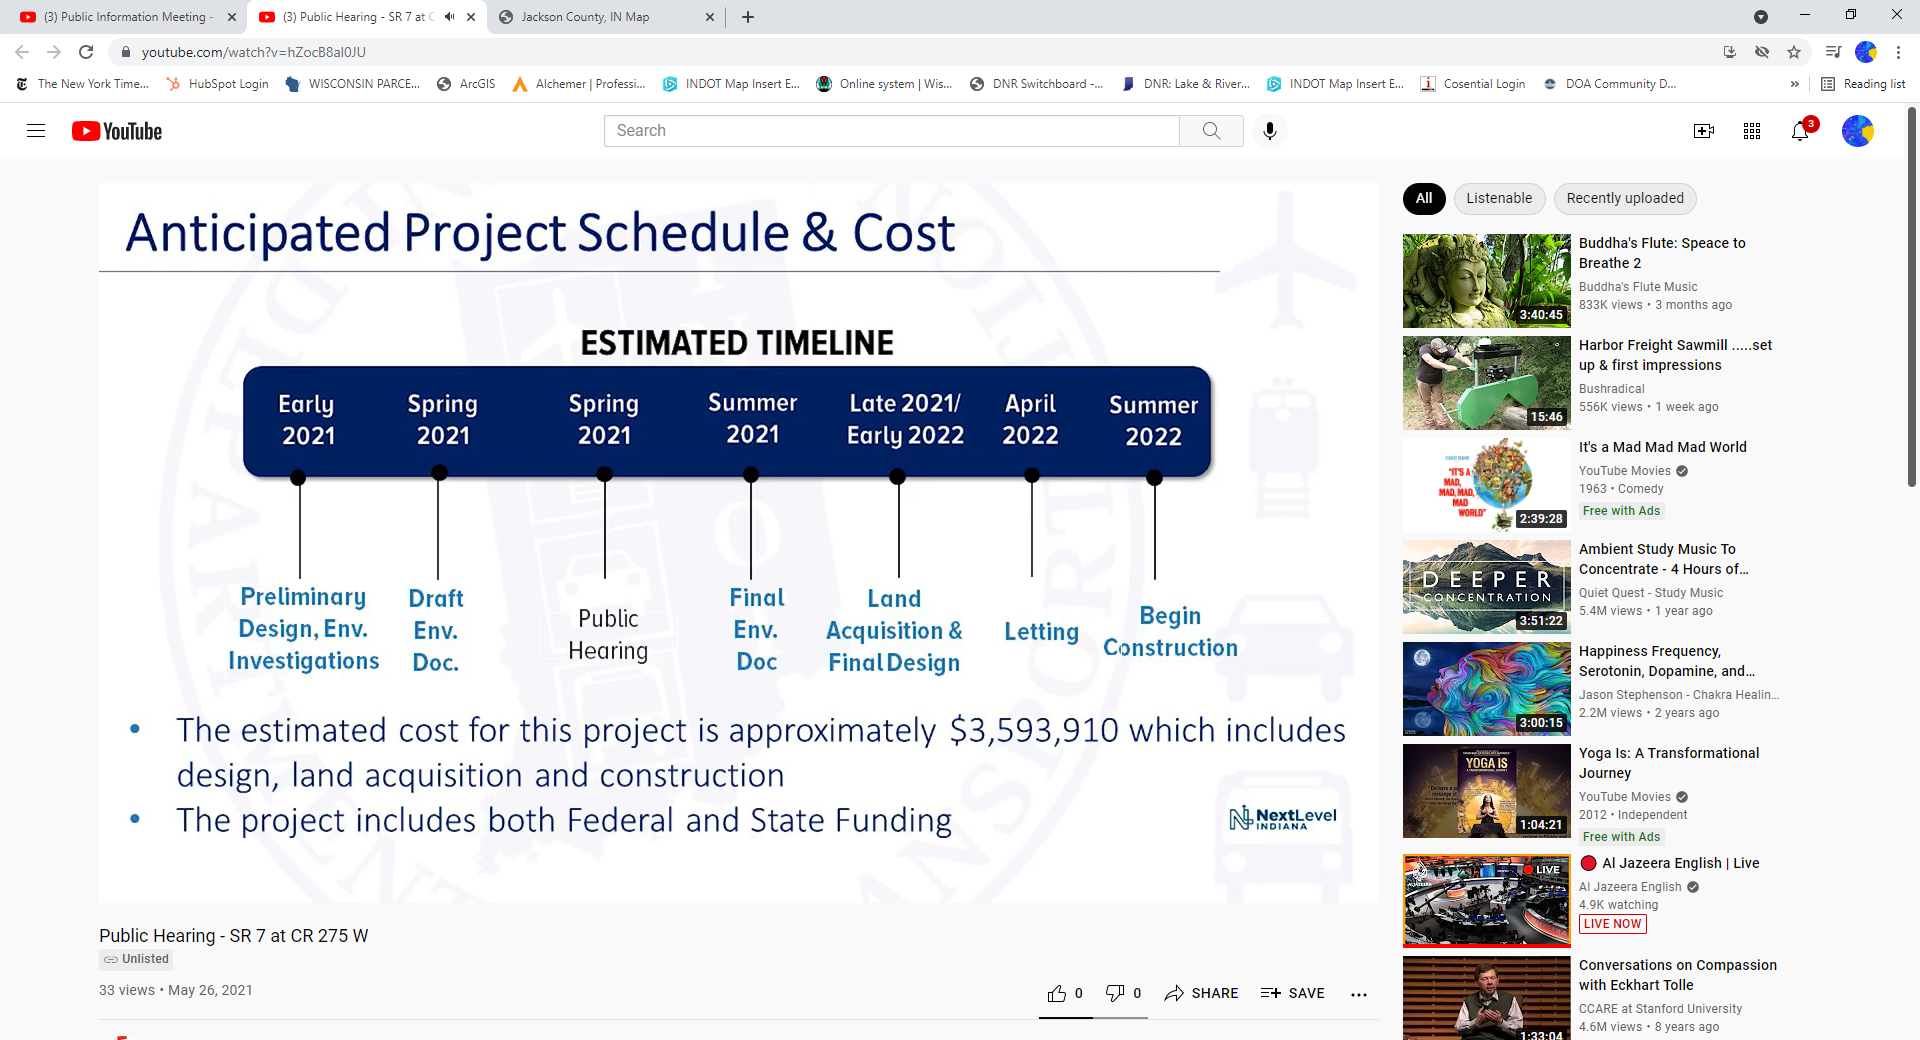 (3) Public Information Meeting -
(3) Public Hearing - SR 7 at C
Jackson County, IN Map
youtube.com/watch?v=hZocB8al0JU
The New York Time...
HubSpot Login
WISCONSIN PARCE...
ArcGIS
Alchemer | Professi...
INDOT Map Insert E...
Online system | Wis...
DNR Switchboard -...
DNR: Lake & River...
INDOT Map Insert E...
Cosential Login
DOA Community D...
Reading list
YouTube
Search
3
Anticipated Project Schedule & Cost
ESTIMATED TIMELINE
Early
2021
Spring
2021
Spring
2021
Summer
2021
Late 2021/
Early 2022
April
2022
Summer
2022
Preliminary
Design, Env.
Investigations
Draft
Env.
Doc.
Public
Hearing
Final
Env.
Doc
Land
Acquisition &
Final Design
Letting
Begin
Construction
• The estimated cost for this project is approximately $3,593,910 which includes
design, land acquisition and construction
• The project includes both Federal and State Funding
NextLevel
INDIANA
Public Hearing - SR 7 at CR 275 W
Unlisted
33 views • May 26, 2021
0
0
SHARE
SAVE
All
Listenable
Recently uploaded
3:40:45
Buddha's Flute: Speace to
Breathe 2
Buddha's Flute Music
833K views • 3 months ago
15:46
Harbor Freight Sawmill .....set
up & first impressions
Bushradical
556K views • 1 week ago
"IT'S A
MAD,
MAD, MAD,
MAD
WORLD"
2:39:28
It's a Mad Mad Mad World
YouTube Movies
1963 • Comedy
Free with Ads
DEEPER
CONCENTRATION
3:51:22
Ambient Study Music To
Concentrate - 4 Hours of...
Quiet Quest - Study Music
5.4M views • 1 year ago
3:00:15
Happiness Frequency,
Serotonin, Dopamine, and...
Jason Stephenson - Chakra Healin...
2.2M views • 2 years ago
YOGA IS
1:04:21
Yoga Is: A Transformational
Journey
YouTube Movies
2012 • Independent
Free with Ads
LIVE
Al Jazeera English | Live
Al Jazeera English
4.9K watching
LIVE NOW
1:33:04
Conversations on Compassion
with Eckhart Tolle
CCARE at Stanford University
4.6M views • 8 years ago